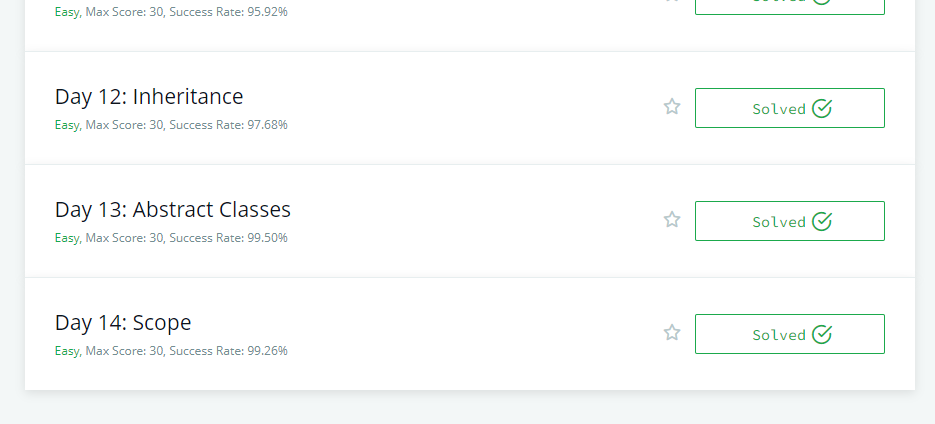 Easy, Max Score: 30, Success Rate: 95.92%
Solved
Day 12: Inheritance
Easy, Max Score: 30, Success Rate: 97.68%
Solved
Day 13: Abstract Classes
Easy, Max Score: 30, Success Rate: 99.50%
Solved
Day 14: Scope
Easy, Max Score: 30, Success Rate: 99.26%
Solved